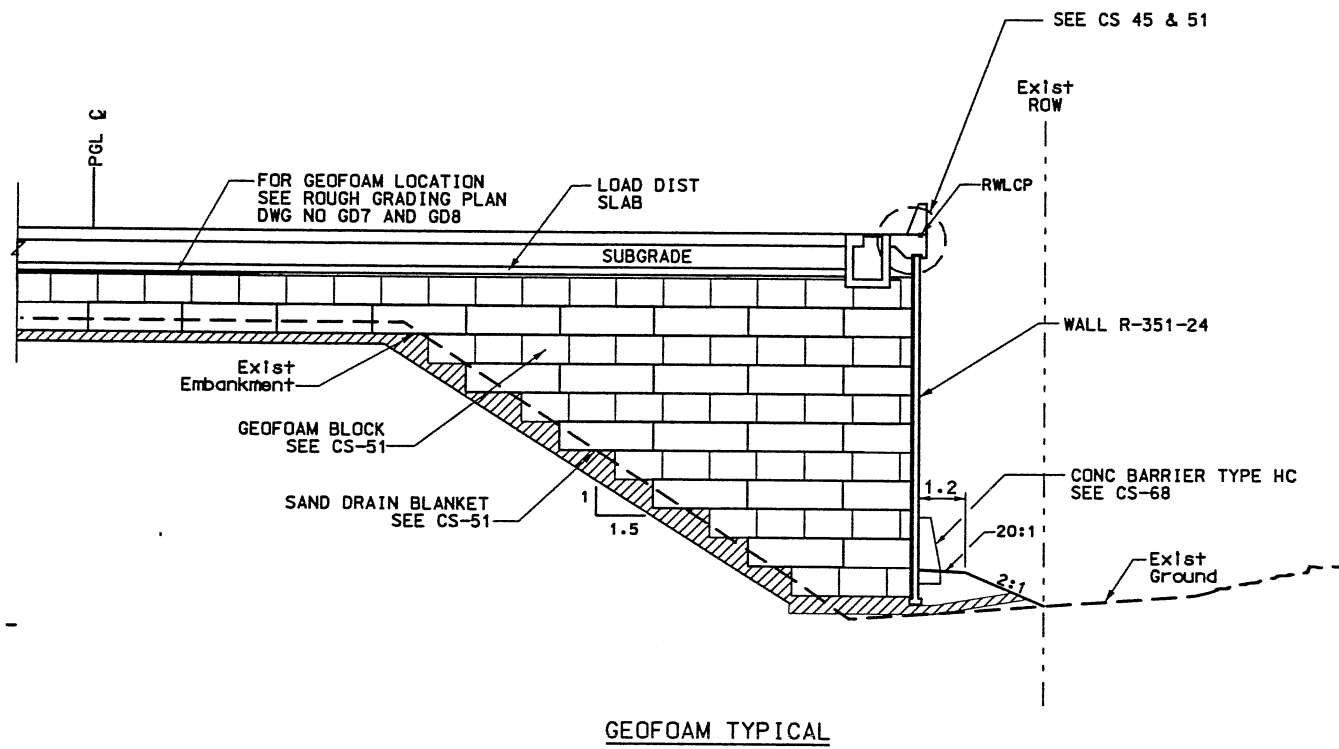 SEE CS 45 & 51
Exist
ROW
PGL ℄
FOR GEOFOAM LOCATION
SEE ROUGH GRADING PLAN
DWG NO GD7 AND GD8
LOAD DIST
SLAB
RWLCP
SUBGRADE
WALL R-351-24
Exist
Embankment
GEOFOAM BLOCK
SEE CS-51
CONC BARRIER TYPE HC
SEE CS-68
1.2
SAND DRAIN BLANKET
SEE CS-51
1
1.5
20:1
Exist
Ground
2:1
GEOFOAM TYPICAL